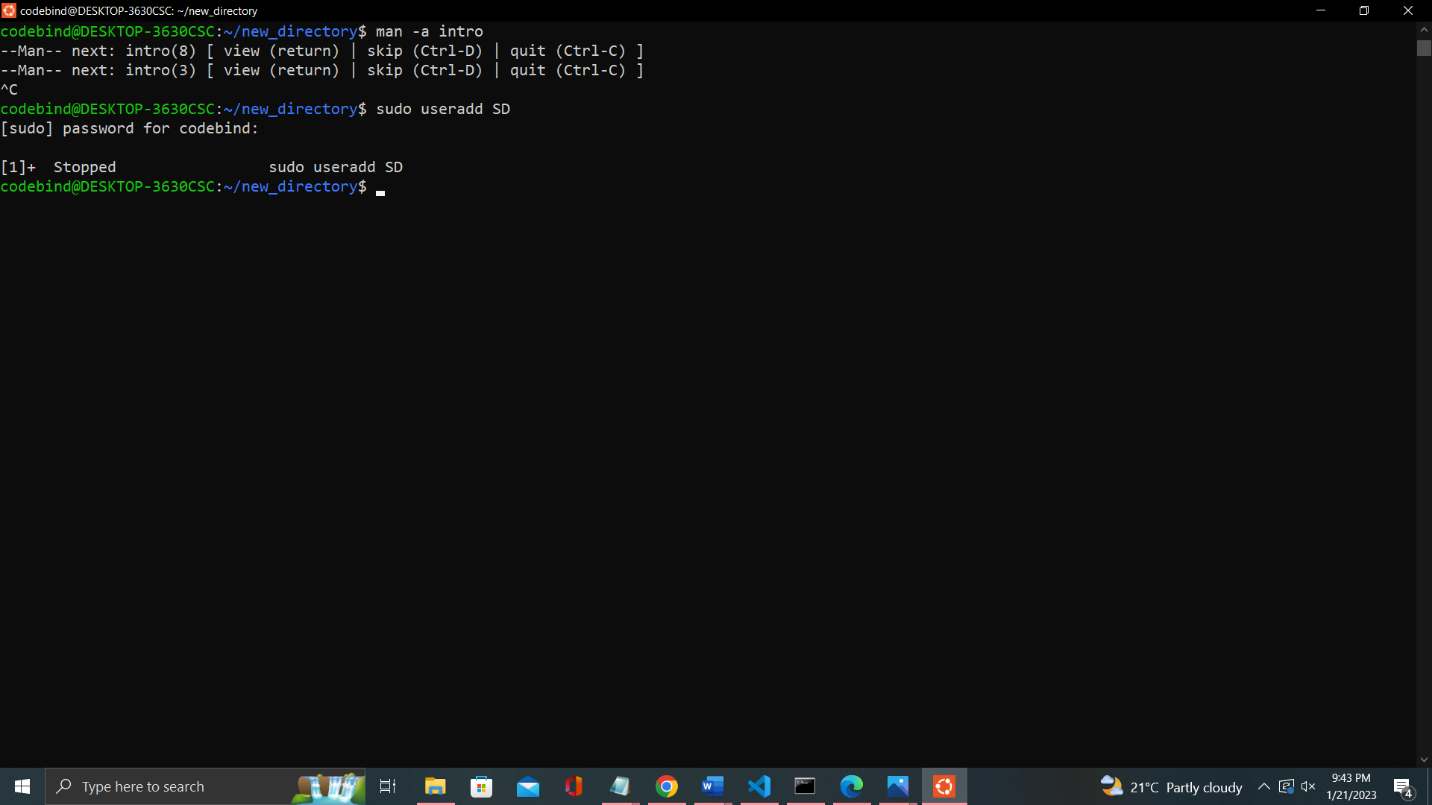 codebind@DESKTOP-3630CSC: ~/new_directory
codebind@DESKTOP-3630CSC:~/new_directory$ man -a intro
--Man-- next: intro(8) [ view (return) | skip (Ctrl-D) | quit (Ctrl-C) ]
--Man-- next: intro(3) [ view (return) | skip (Ctrl-D) | quit (Ctrl-C) ]
^C
codebind@DESKTOP-3630CSC:~/new_directory$ sudo useradd SD
[sudo] password for codebind:
[1]+  Stopped                 sudo useradd SD
codebind@DESKTOP-3630CSC:~/new_directory$
Type here to search
21°C Partly cloudy
9:43 PM
1/21/2023
4